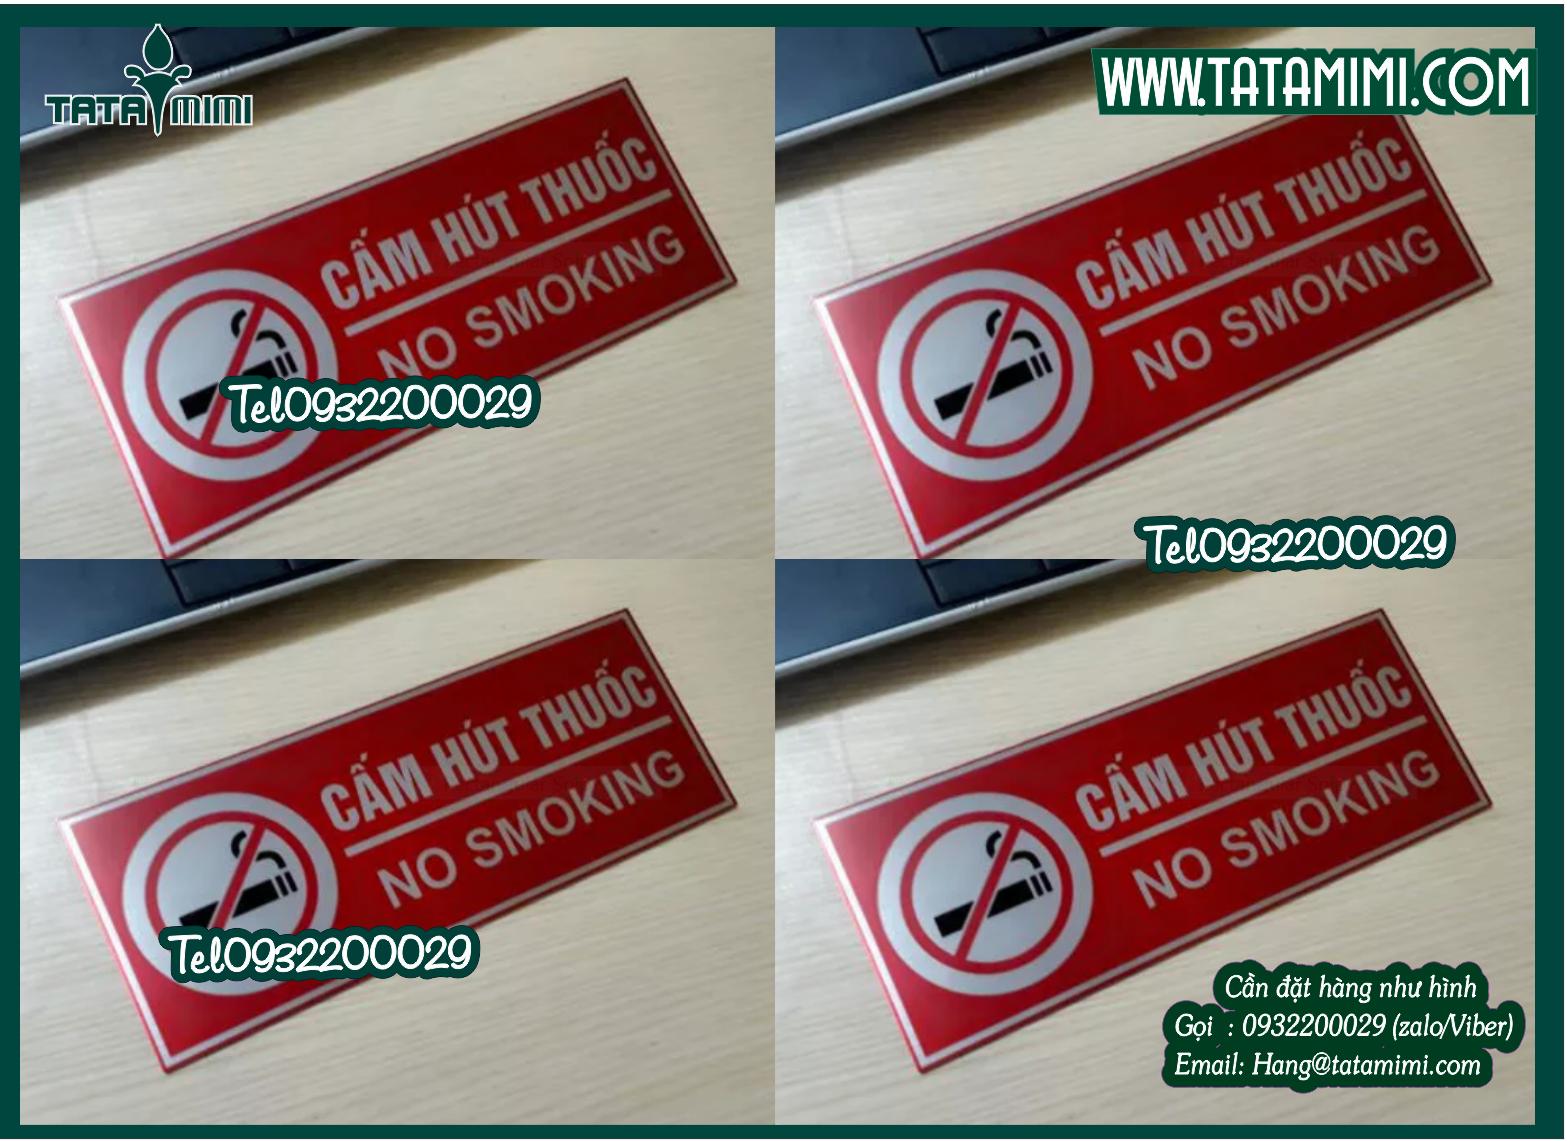 TATA MIMI
WWW.TATAMIMI.COM
CẤM HÚT THUỐC
NO SMOKING
Tel0932200029
CẤM HÚT THUỐC
NO SMOKING
Tel0932200029
CẤM HÚT THUỐC
NO SMOKING
Tel0932200029
CẤM HÚT THUỐC
NO SMOKING
Cần đặt hàng như hình
Gọi : 0932200029 (zalo/Viber)
Email: Hang@tatamimi.com